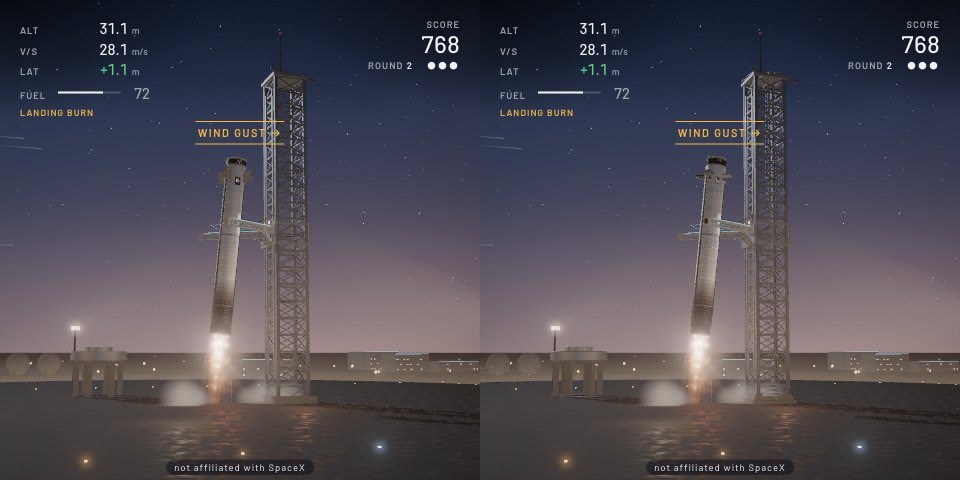 ALT 31.1 m
V/S 28.1 m/s
LAT +1.1 m
FUEL 72
LANDING BURN
SCORE
768
ROUND 2
WIND GUST →
not affiliated with SpaceX
ALT 31.1 m
V/S 28.1 m/s
LAT +1.1 m
FUEL 72
LANDING BURN
SCORE
768
ROUND 2
WIND GUST →
not affiliated with SpaceX